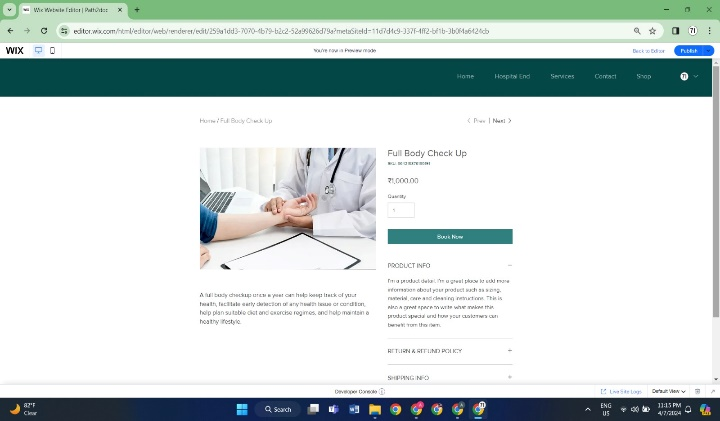 Wix Website Editor | Path2doc
editor.wix.com/html/editor/web/renderer/edit/259a1dd3-7070-4b79-b2c2-52a99626d79a?metaSiteId=11d7d4c9-337f-4ff2-bf1b-3b0f4a6424cb
WIX
You're now in Preview mode
Back to Editor
Publish
Home
Hospital End
Services
Contact
Shop
Home / Full Body Check Up
Prev | Next
Full Body Check Up
₹1,000.00
Quantity
1
Book Now
PRODUCT INFO
I'm a product detail. I'm a great place to add more
information about your product such as sizing,
material, care and cleaning instructions. This is
also a great space to write what makes this
product special and how your customers can
benefit from this item.
A full body checkup once a year can help keep track of your
health, facilitate early detection of any health issue or condition,
help plan suitable diet and exercise regimes, and help maintain a
healthy lifestyle.
RETURN & REFUND POLICY
SHIPPING INFO
Developer Console
Live Site Logs
Default View
82°F
Clear
Search
ENG
US
11:15 PM
4/7/2024